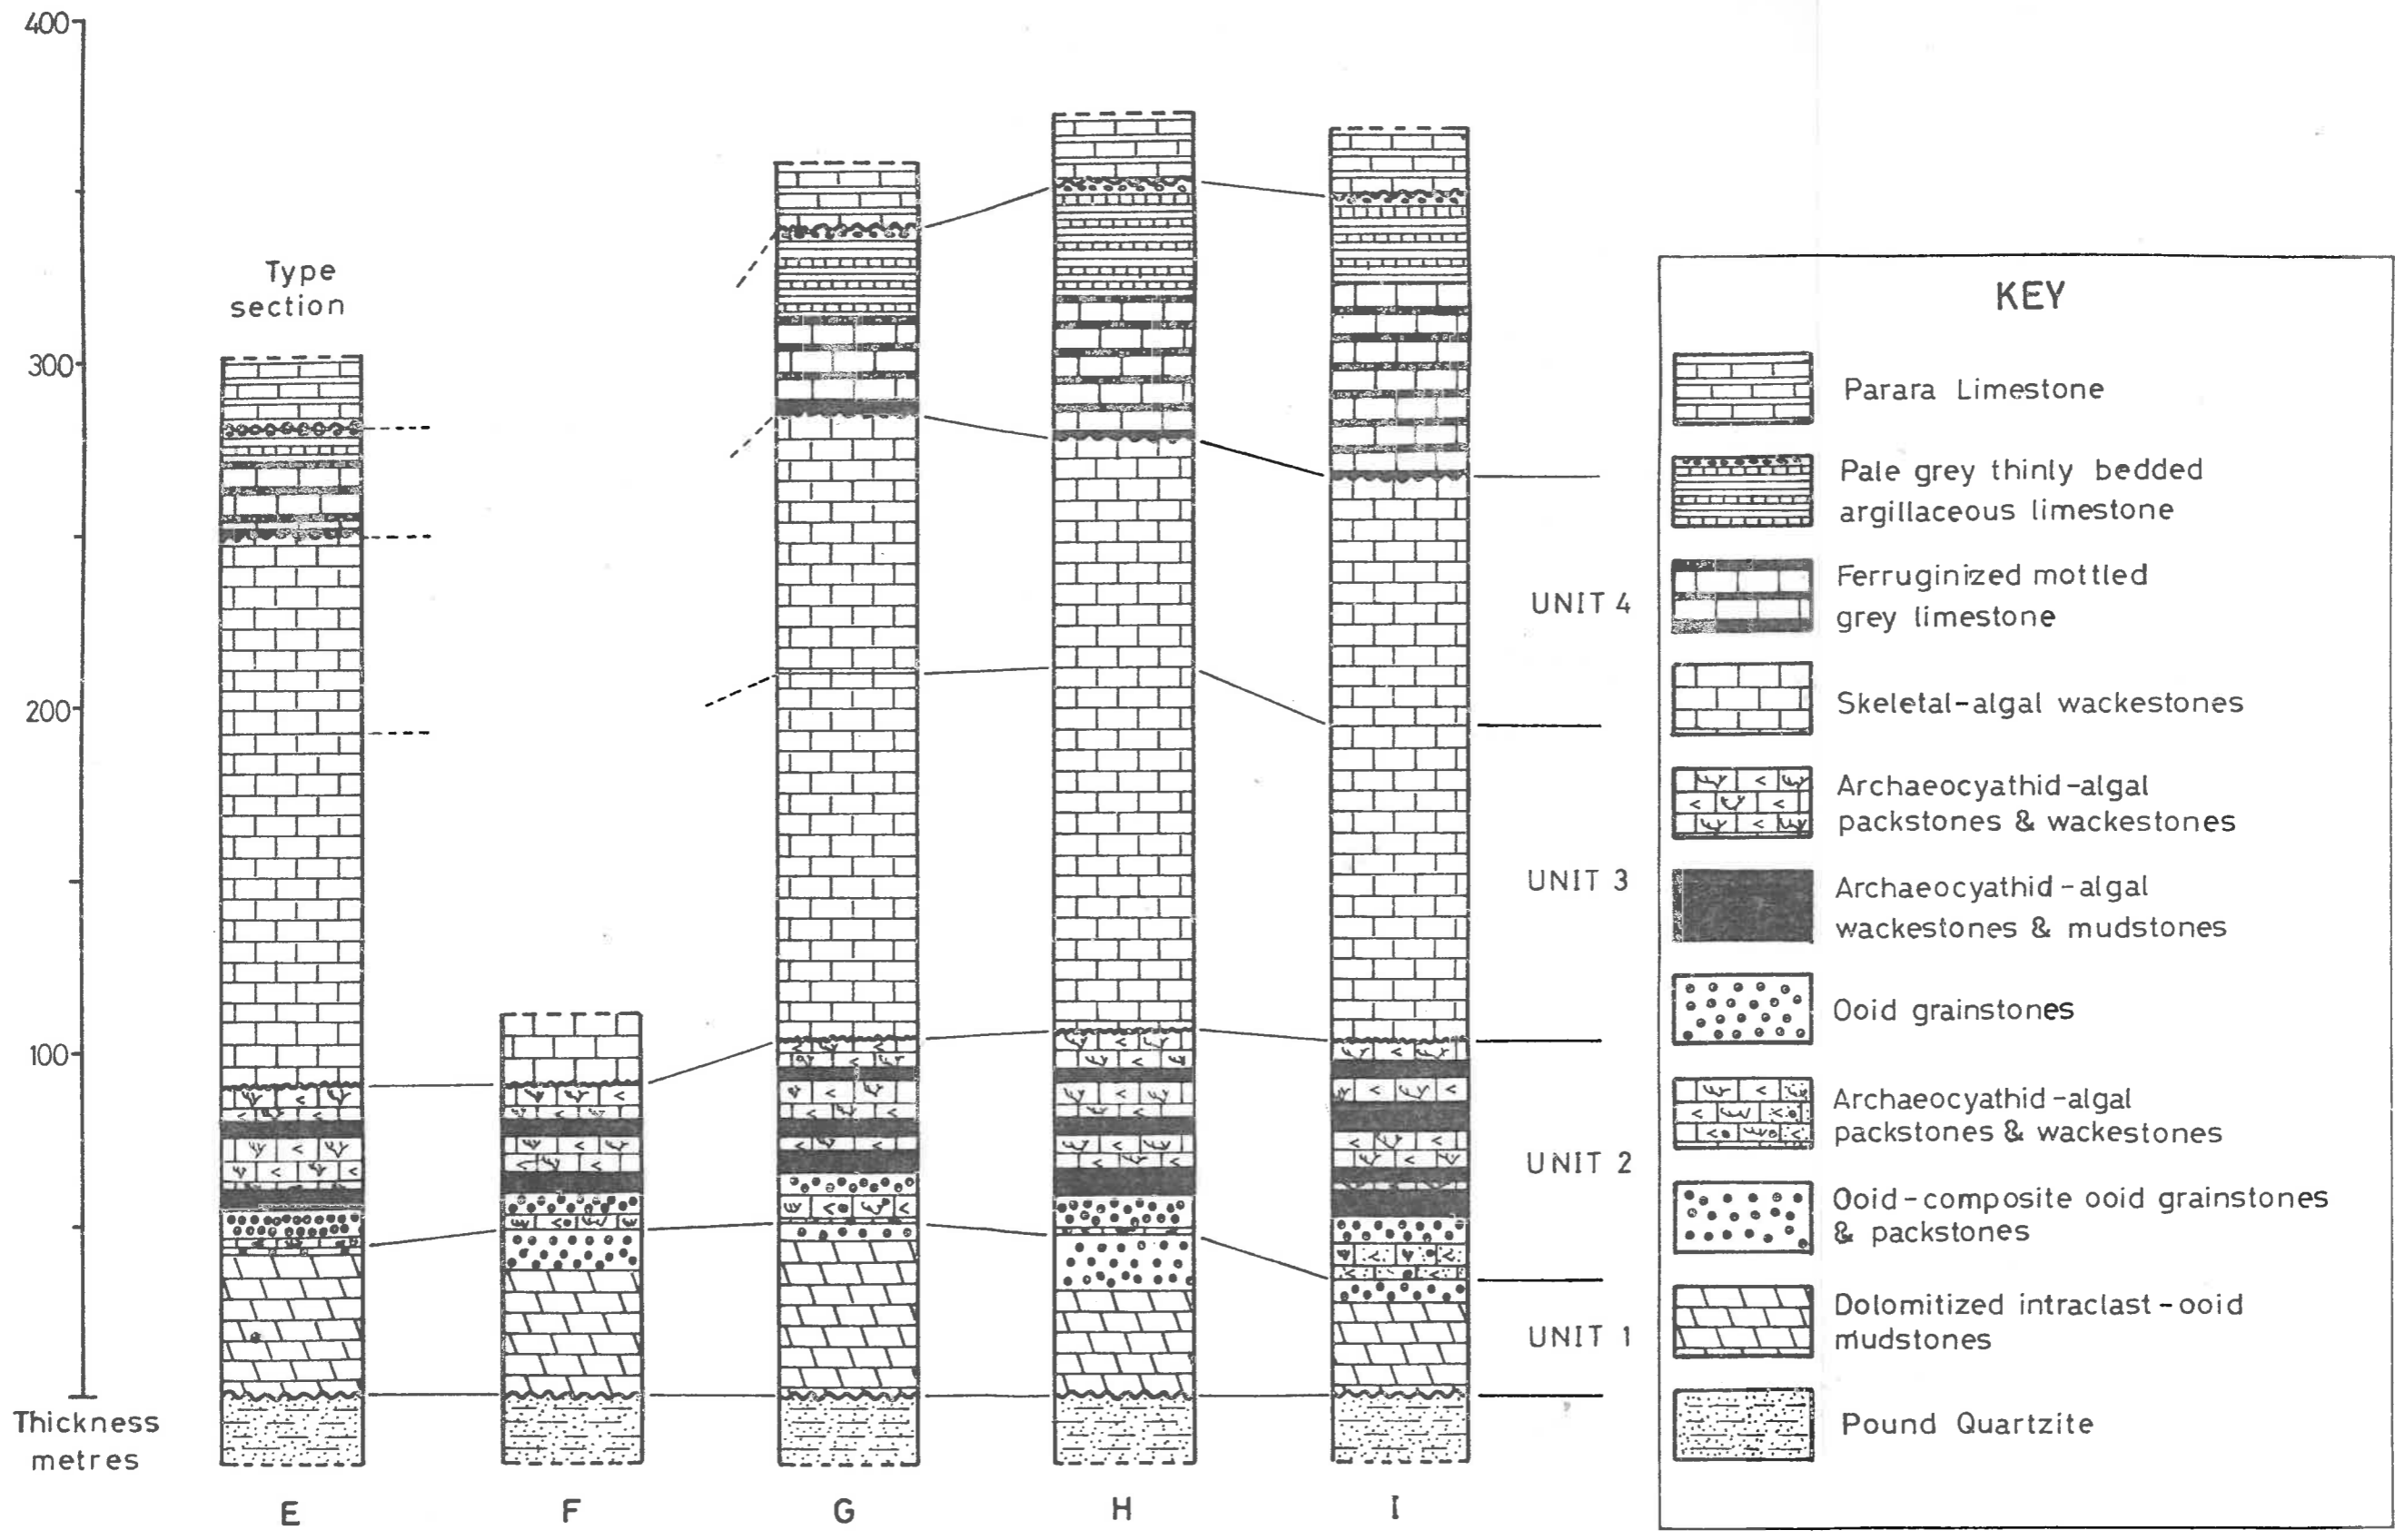 400
300
200
100
Thickness
metres
Type
section
E
F
G
H
I
UNIT 4
UNIT 3
UNIT 2
UNIT 1
KEY
Parara Limestone
Pale grey thinly bedded
argillaceous limestone
Ferruginized mottled
grey limestone
Skeletal-algal wackestones
Archaeocyathid-algal
packstones & wackestones
Archaeocyathid-algal
wackestones & mudstones
Ooid grainstones
Archaeocyathid-algal
packstones & wackestones
Ooid-composite ooid grainstones
& packstones
Dolomitized intraclast-ooid
mudstones
Pound Quartzite